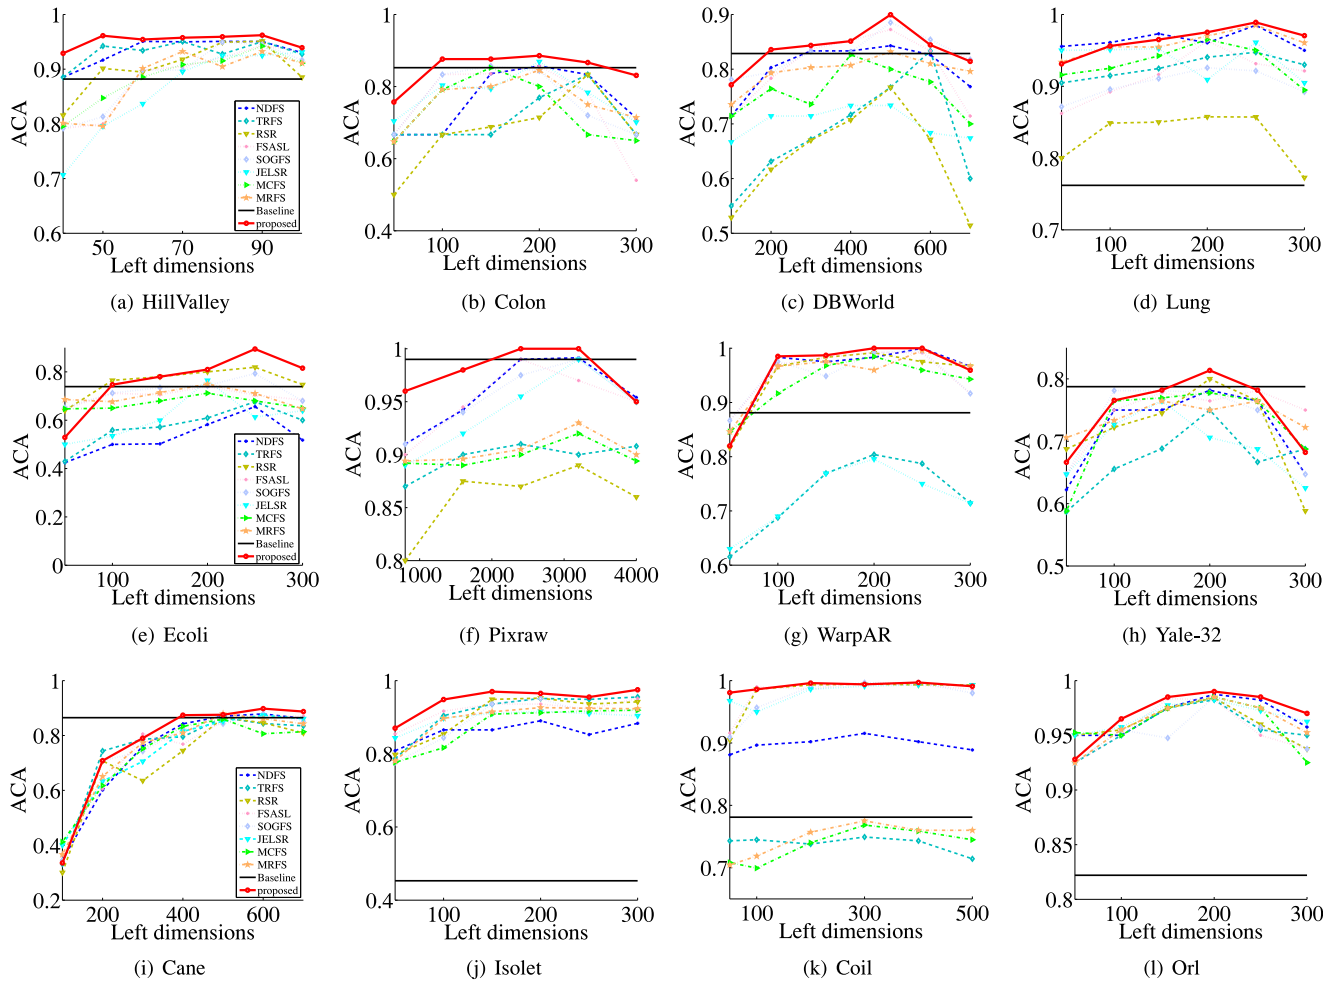 1
0.9
0.8
0.7
0.6
ACA
50
70
90
Left dimensions
NDFS
TRFS
RSR
FSASL
SOGFS
JELSR
MCFS
MRFS
Baseline
proposed
(a) HillValley
1
0.8
0.6
0.4
ACA
100
200
300
Left dimensions
(b) Colon
0.9
0.8
0.7
0.6
0.5
ACA
200
400
600
Left dimensions
(c) DBWorld
1
0.9
0.8
0.7
ACA
100
200
300
Left dimensions
(d) Lung
0.8
0.6
0.4
0.2
0
ACA
0
100
200
300
Left dimensions
NDFS
TRFS
RSR
FSASL
SOGFS
JELSR
MCFS
MRFS
Baseline
proposed
(e) Ecoli
1
0.95
0.9
0.85
0.8
ACA
1000
2000
3000
4000
Left dimensions
(f) Pixraw
1
0.9
0.8
0.7
0.6
ACA
100
200
300
Left dimensions
(g) WarpAR
0.8
0.7
0.6
0.5
ACA
100
200
300
Left dimensions
(h) Yale-32
1
0.8
0.6
0.4
0.2
ACA
200
400
600
Left dimensions
NDFS
TRFS
RSR
FSASL
SOGFS
JELSR
MCFS
MRFS
Baseline
proposed
(i) Cane
1
0.8
0.6
0.4
ACA
100
200
300
Left dimensions
(j) Isolet
1
0.9
0.8
0.7
ACA
100
300
500
Left dimensions
(k) Coil
1
0.95
0.9
0.85
0.8
ACA
100
200
300
Left dimensions
(l) Orl